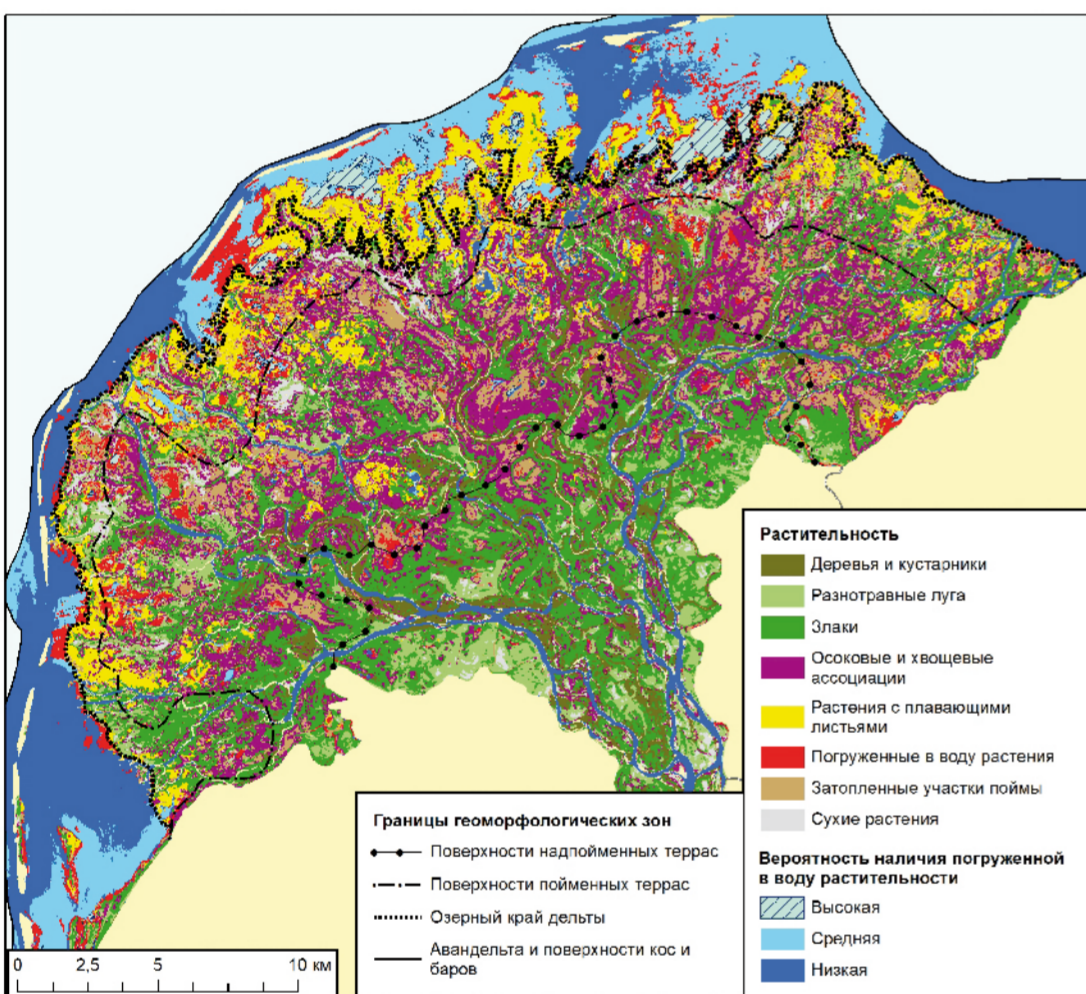 Растительность
Деревья и кустарники
Разнотравные луга
Злаки
Осоковые и хвощевые
ассоциации
Растения с плавающими
листьями
Погруженные в воду растения
Затопленные участки поймы
Сухие растения
Вероятность наличия погруженной
в воду растительности
Высокая
Средняя
Низкая
Границы геоморфологических зон
Поверхности надпойменных террас
Поверхности пойменных террас
Озерный край дельты
Авандельта и поверхности кос и
баров
0 2,5 5 10 км